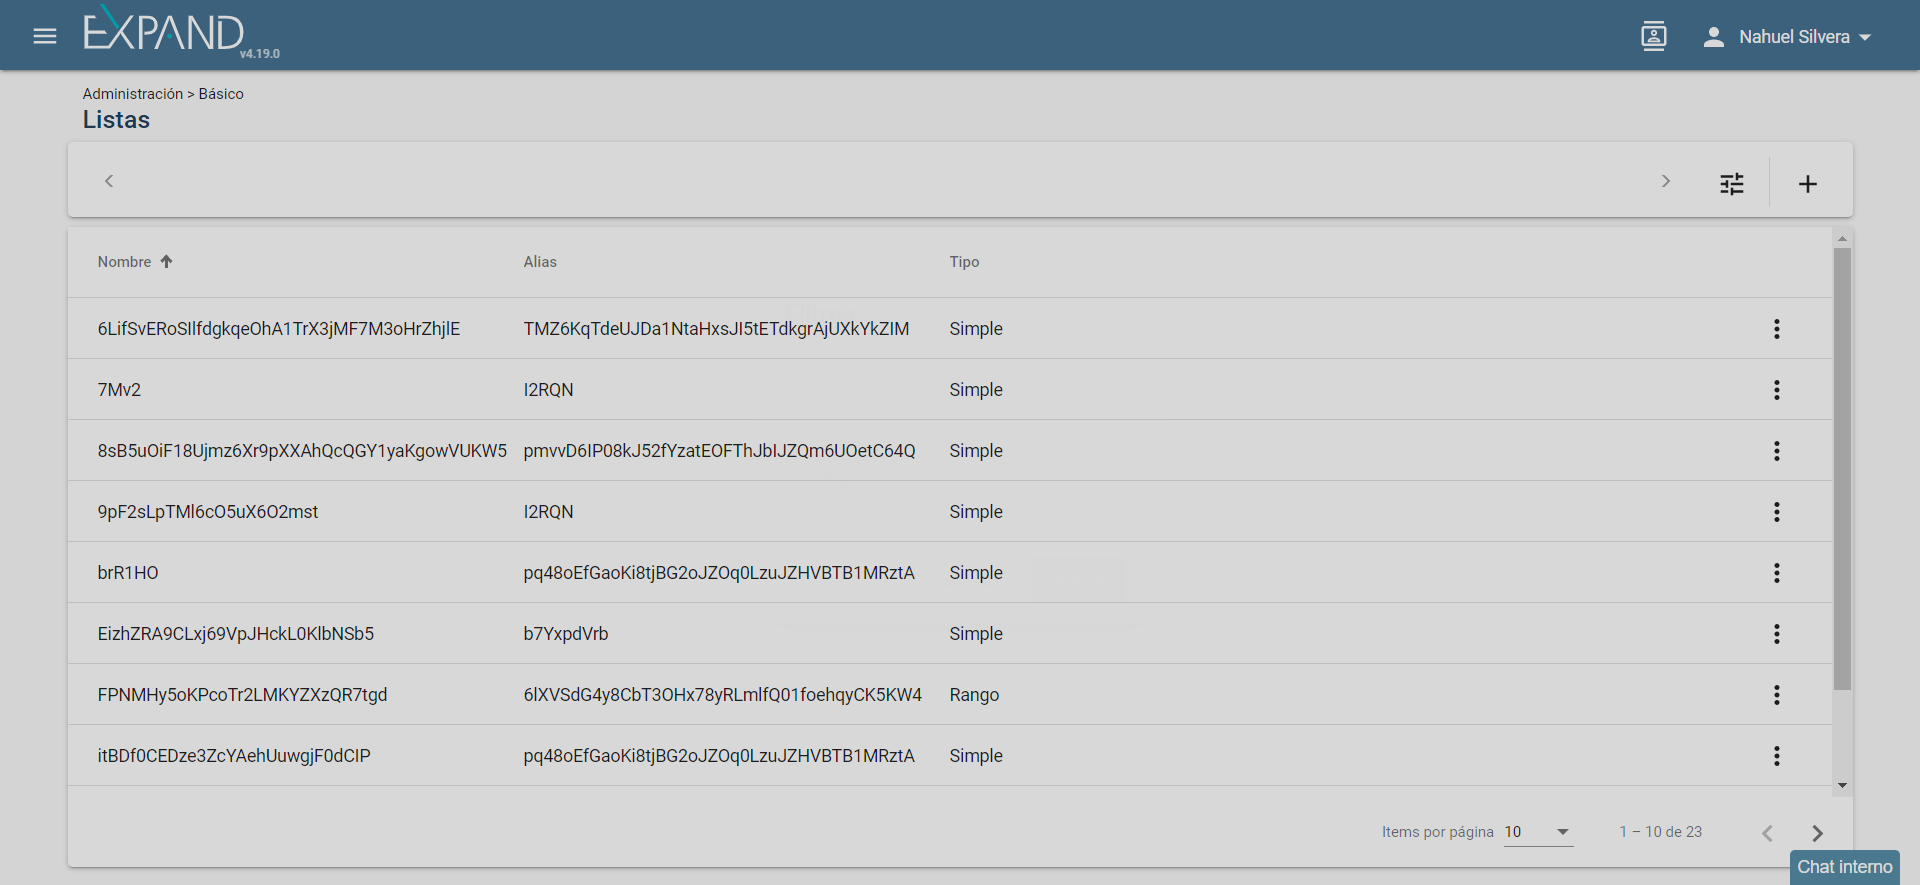 EXPAND
v4.19.0
Nahuel Silvera
Administración > Básico
Listas
Nombre Alias Tipo
6LifSvERoSIlfdgkqeOhA1TrX3jMF7M3oHrZhjlE TMZ6KqTdeUJDa1NtaHxsJI5tETdkgrAjUXkYkZIM Simple
7Mv2 I2RQN Simple
8sB5uOiF18Ujmz6Xr9pXXAhQcQGY1yaKgowVUKW5 pmvvD6IP08kJ52fYzatEOFThJbIJZQm6UOetC64Q Simple
9pF2sLpTMl6cO5uX6O2mst I2RQN Simple
brR1HO pq48oEfGaoKi8tjBG2oJZOq0LzuJZHVBTB1MRztA Simple
EizhZRA9CLxj69VpJHckL0KlbNSb5 b7YxpdVrb Simple
FPNMHy5oKPcoTr2LMKYZXzQR7tgd 6lXVSdG4y8CbT3OHx78yRLmlfQ01foehqyCK5KW4 Rango
itBDf0CEDze3ZcYAehUuwgjF0dCIP pq48oEfGaoKi8tjBG2oJZOq0LzuJZHVBTB1MRztA Simple
Items por página 10 1 – 10 de 23
Chat interno